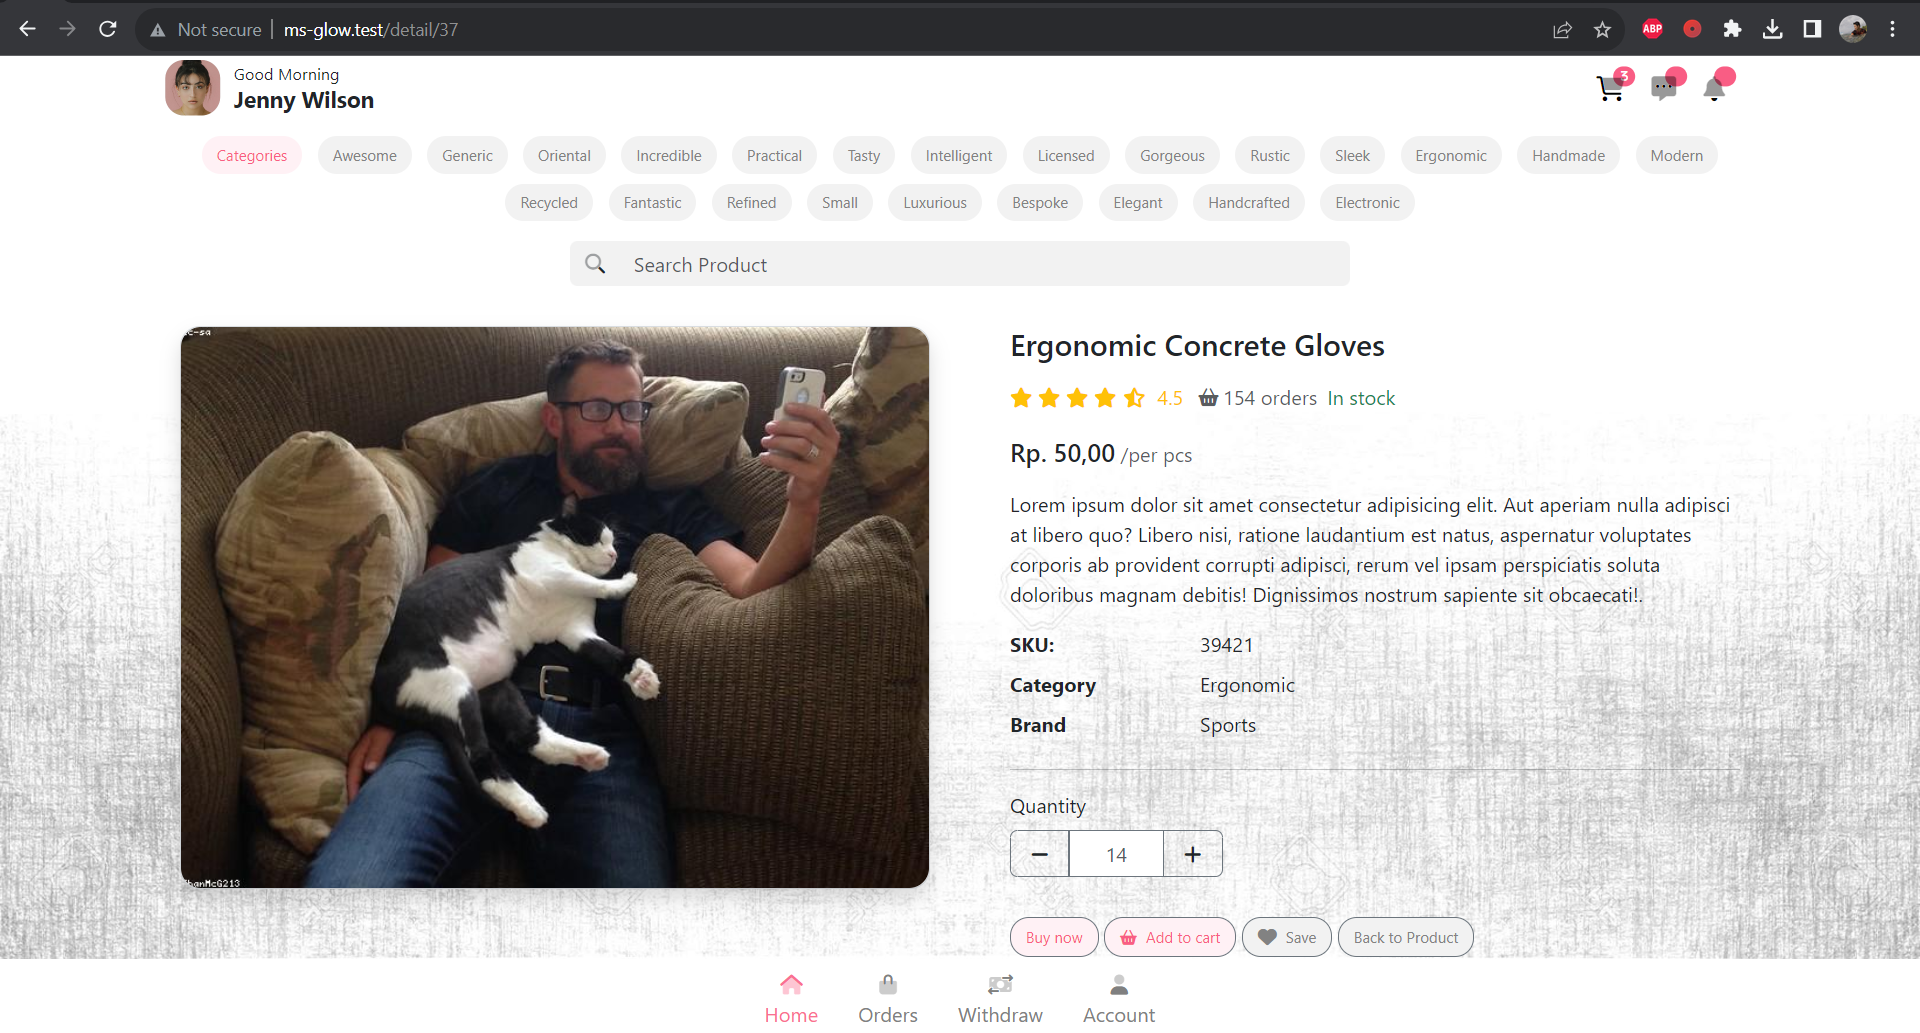 Not secure ms-glow.test/detail/37
ABP
Good Morning
Jenny Wilson
3
Categories Awesome Generic Oriental Incredible Practical Tasty Intelligent Licensed Gorgeous Rustic Sleek Ergonomic Handmade Modern
Recycled Fantastic Refined Small Luxurious Bespoke Elegant Handcrafted Electronic
Search Product
Ergonomic Concrete Gloves
4.5 154 orders In stock
Rp. 50,00 /per pcs
Lorem ipsum dolor sit amet consectetur adipisicing elit. Aut aperiam nulla adipisci
at libero quo? Libero nisi, ratione laudantium est natus, aspernatur voluptates
corporis ab provident corrupti adipisci, rerum vel ipsam perspiciatis soluta
doloribus magnam debitis! Dignissimos nostrum sapiente sit obcaecati!.
SKU: 39421
Category Ergonomic
Brand Sports
Quantity
14
Buy now Add to cart Save Back to Product
Home Orders Withdraw Account